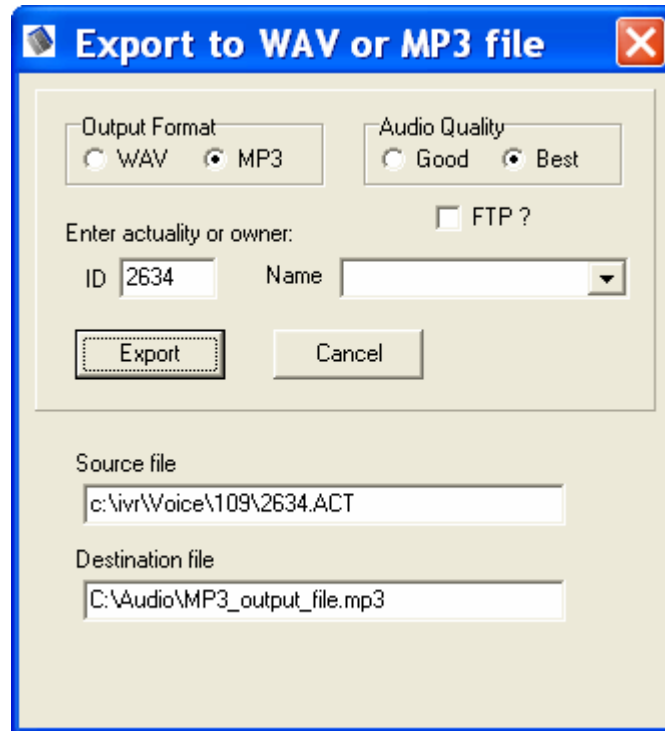 Export to WAV or MP3 file
Output Format
WAV MP3
Audio Quality
Good Best
FTP ?
Enter actuality or owner:
ID 2634 Name
Export Cancel
Source file
c:\ivr\Voice\109\2634.ACT
Destination file
C:\Audio\MP3_output_file.mp3